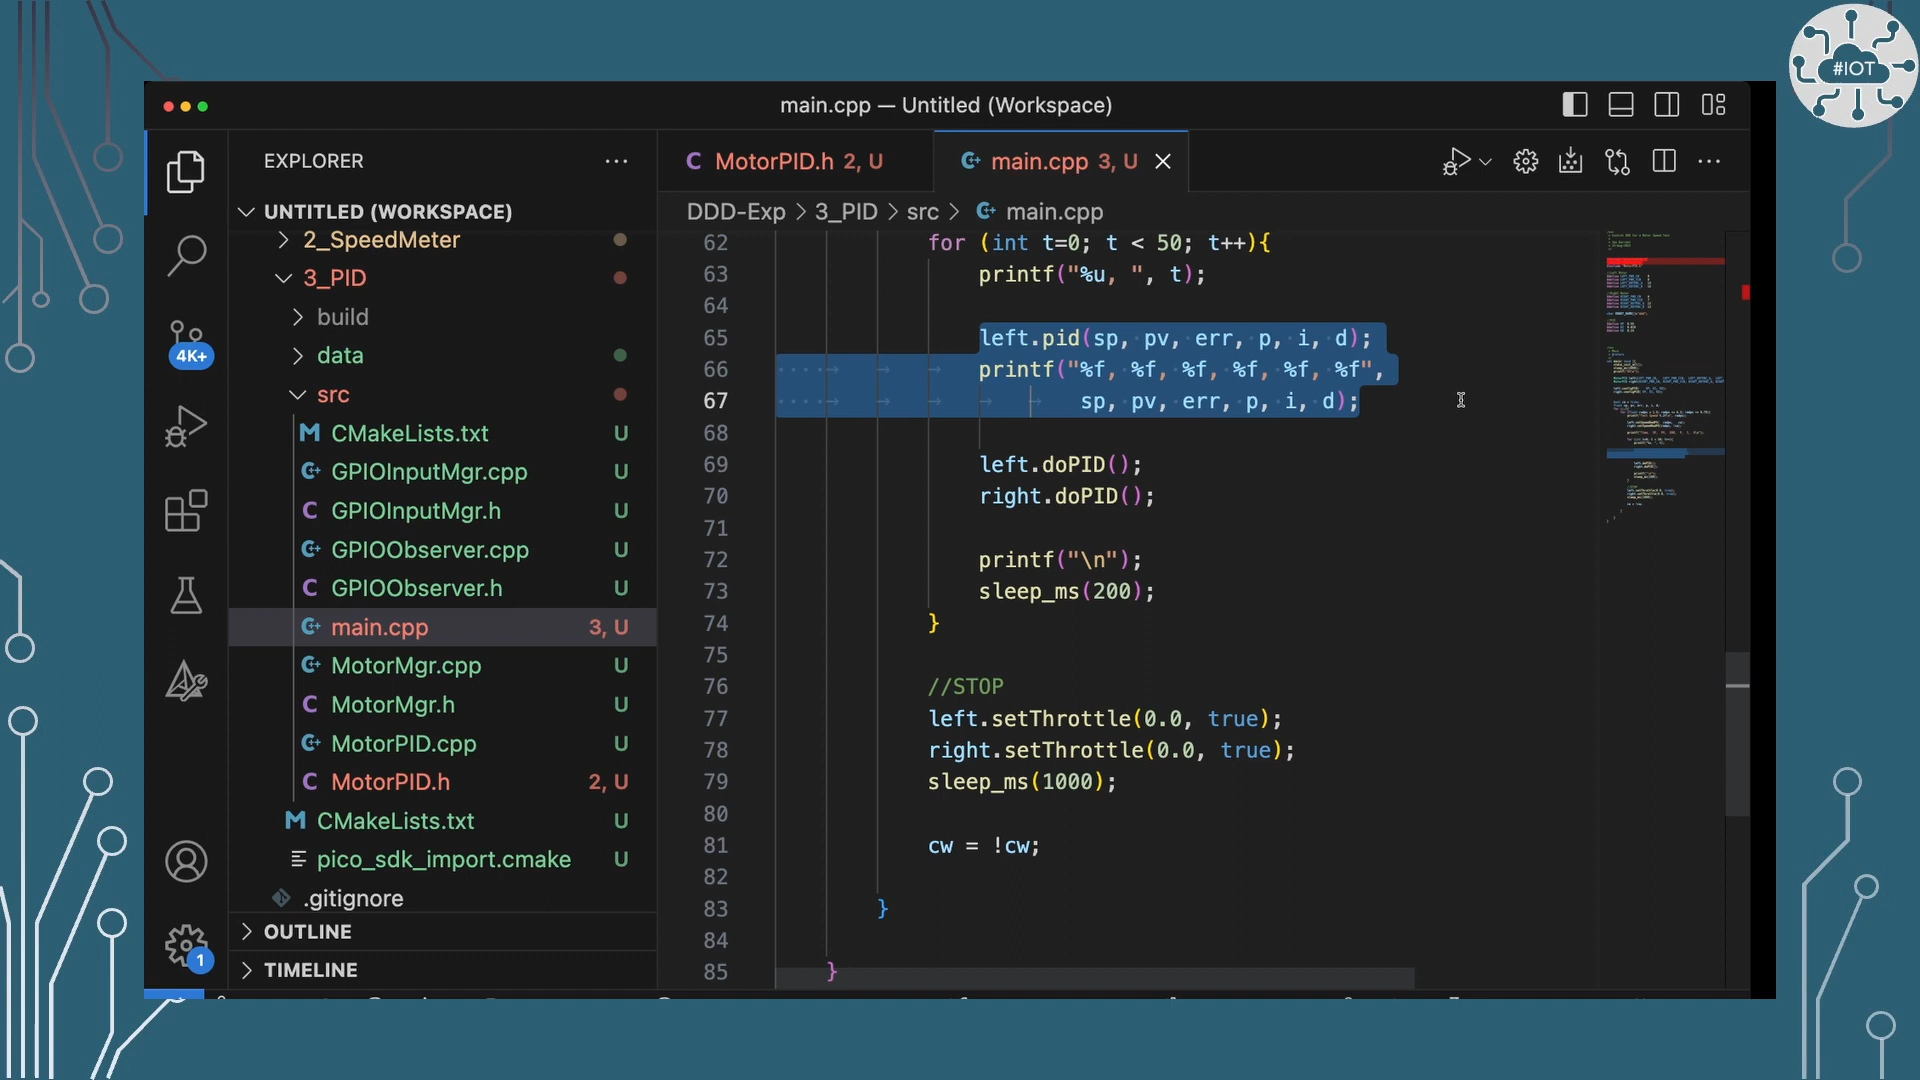 #IOT
main.cpp — Untitled (Workspace)
EXPLORER
MotorPID.h 2, U
main.cpp 3, U
UNTITLED (WORKSPACE)
DDD-Exp > 3_PID > src > main.cpp
2_SpeedMeter
3_PID
build
data
src
CMakeLists.txt U
GPIOInputMgr.cpp U
GPIOInputMgr.h U
GPIOObserver.cpp U
GPIOObserver.h U
main.cpp 3, U
MotorMgr.cpp U
MotorMgr.h U
MotorPID.cpp U
MotorPID.h 2, U
CMakeLists.txt U
pico_sdk_import.cmake U
.gitignore
OUTLINE
TIMELINE
4K+
1
62 for (int t=0; t < 50; t++){
63 printf("%u, ", t);
64
65 left.pid(sp, pv, err, p, i, d);
66 printf("%f, %f, %f, %f, %f, %f",
67 sp, pv, err, p, i, d);
68
69 left.doPID();
70 right.doPID();
71
72 printf("\n");
73 sleep_ms(200);
74 }
75
76 //STOP
77 left.setThrottle(0.0, true);
78 right.setThrottle(0.0, true);
79 sleep_ms(1000);
80
81 cw = !cw;
82
83 }
84
85 }